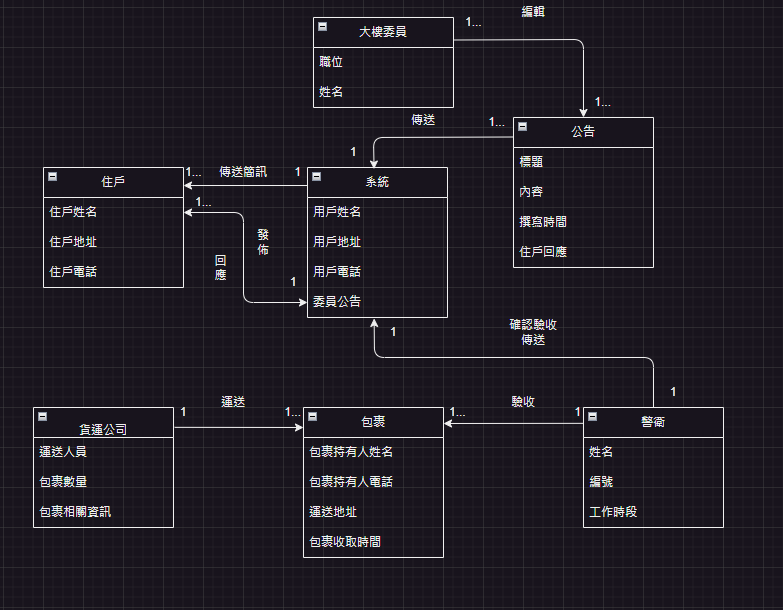 編輯
1...
大樓委員
職位
姓名
1...
1...
公告
標題
內容
撰寫時間
住戶回應
傳送
1
1...
傳送簡訊
1
住戶
住戶姓名
住戶地址
住戶電話
系統
用戶姓名
用戶地址
用戶電話
委員公告
1...
發
佈
回
應
1
1
確認驗收
傳送
1
貨運公司
運送人員
包裹數量
包裹相關資訊
1
運送
1...
包裹
包裹持有人姓名
包裹持有人電話
運送地址
包裹收取時間
1...
驗收
1
警衛
姓名
編號
工作時段